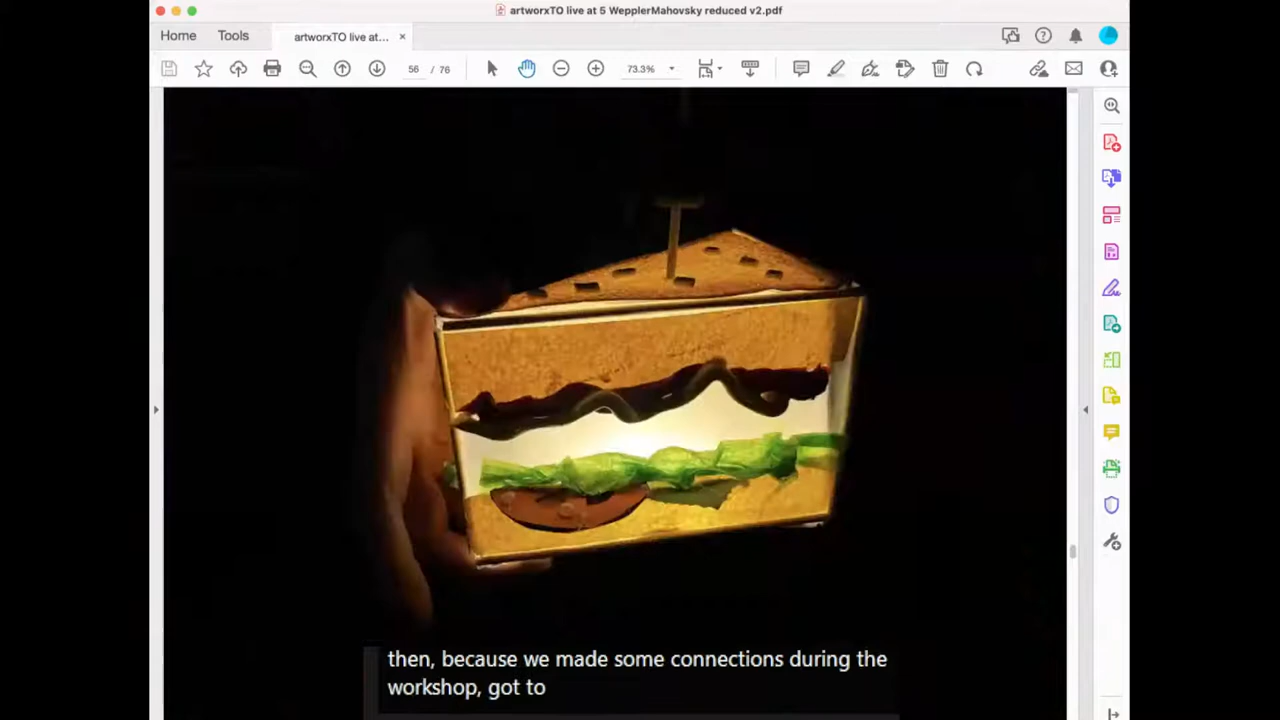 artworxTO live at 5 WepplerMahovsky reduced v2.pdf
Home Tools artworxTO live at... ×
56 / 76 73.3%
then, because we made some connections during the
workshop, got to